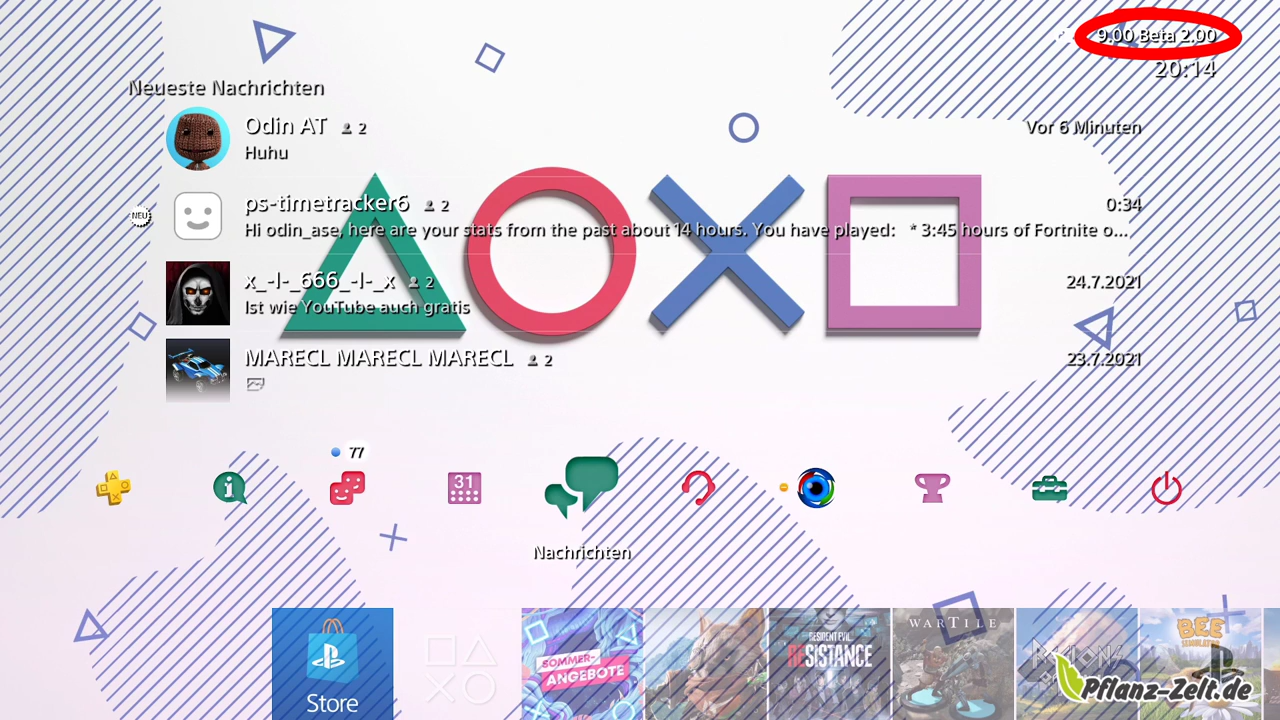 9.00 Beta 2.00
20:14
Neueste Nachrichten
Odin AT 2
Huhu
Vor 6 Minuten
NEU
ps-timetracker6 2
0:34
Hi odin_ase, here are your stats from the past about 14 hours. You have played: * 3:45 hours of Fortnite o...
x_-I-_666_-I-_x 2
24.7.2021
Ist wie YouTube auch gratis
MARECL MARECL MARECL 2
23.7.2021
77
31
Nachrichten
Store
SOMMER-
ANGEBOTE
RESIDENT EVIL
RESISTANCE
WARTILE
BEE
SIMULATOR
Pflanz-Zelt.de